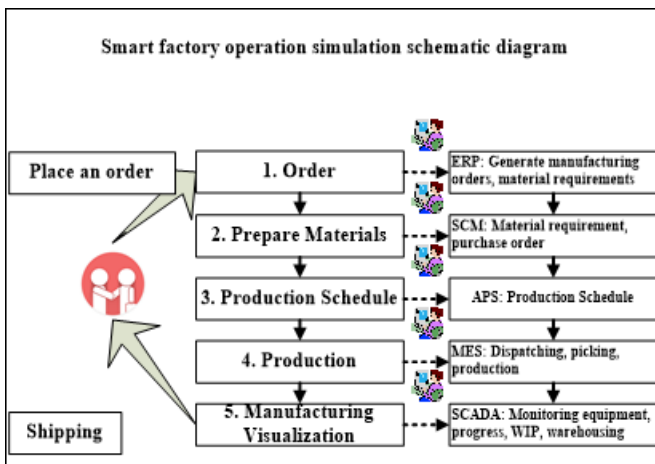 Smart factory operation simulation schematic diagram
Place an order
1. Order
ERP: Generate manufacturing
orders, material requirements
2. Prepare Materials
SCM: Material requirement,
purchase order
3. Production Schedule
APS: Production Schedule
4. Production
MES: Dispatching, picking,
production
Shipping
5. Manufacturing
Visualization
SCADA: Monitoring equipment,
progress, WIP, warehousing